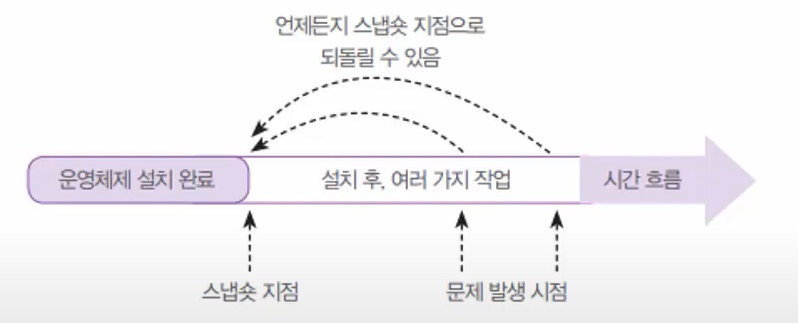 언제든지 스냅숏 지점으로
되돌릴 수 있음
운영체제 설치 완료
설치 후, 여러 가지 작업
시간 흐름
스냅숏 지점
문제 발생 시점